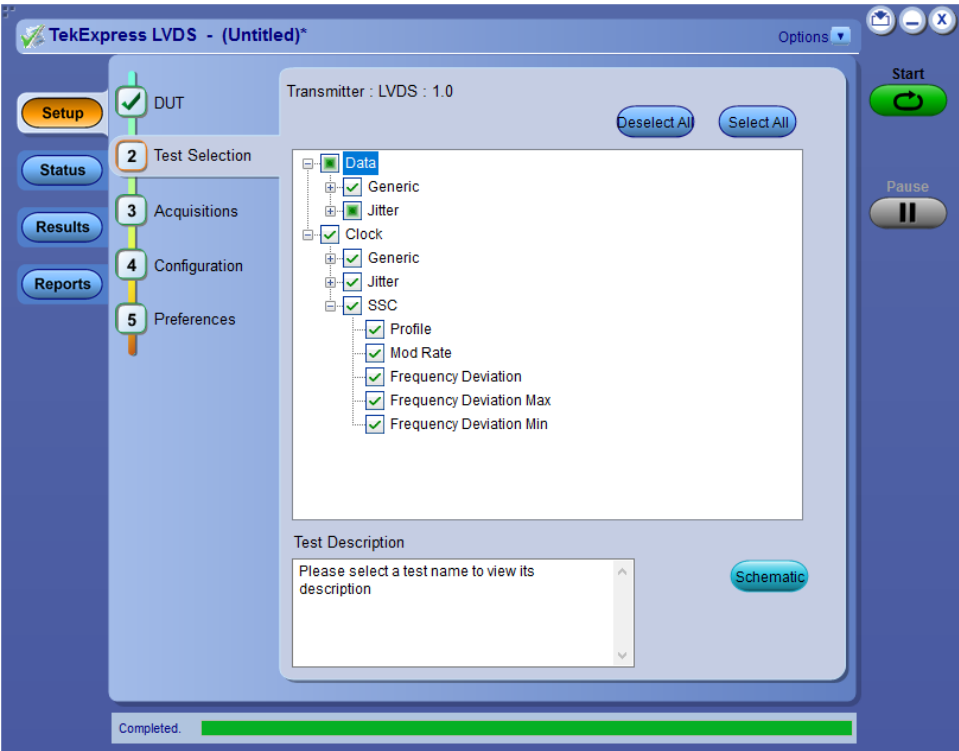 TekExpress LVDS - (Untitled)*
Options
Start
Pause
Setup
Status
Results
Reports
DUT
2 Test Selection
3 Acquisitions
4 Configuration
5 Preferences
Transmitter : LVDS : 1.0
Deselect All
Select All
Data
Generic
Jitter
Clock
Generic
Jitter
SSC
Profile
Mod Rate
Frequency Deviation
Frequency Deviation Max
Frequency Deviation Min
Test Description
Please select a test name to view its
description
Schematic
Completed.